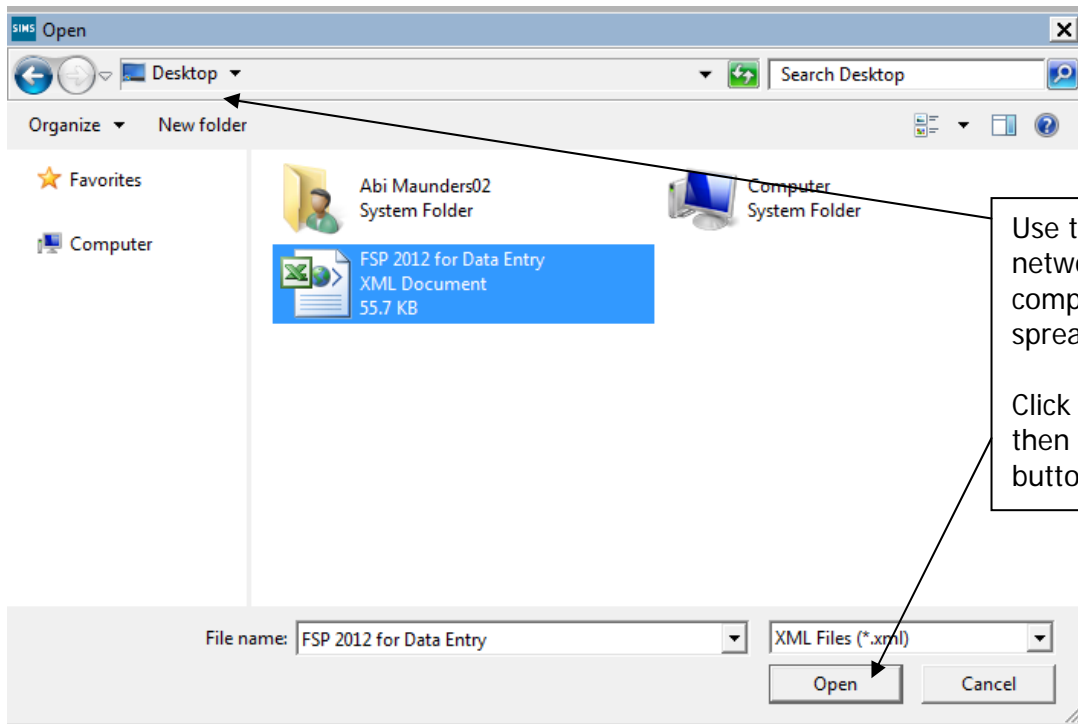 SIMS Open
Desktop
Search Desktop
Organize New folder
Favorites
Computer
Abi Maunders02
System Folder
Computer
System Folder
FSP 2012 for Data Entry
XML Document
55.7 KB
Use t
netwo
comp
sprea
Click
then
butto
File name: FSP 2012 for Data Entry
XML Files (*.xml)
Open Cancel